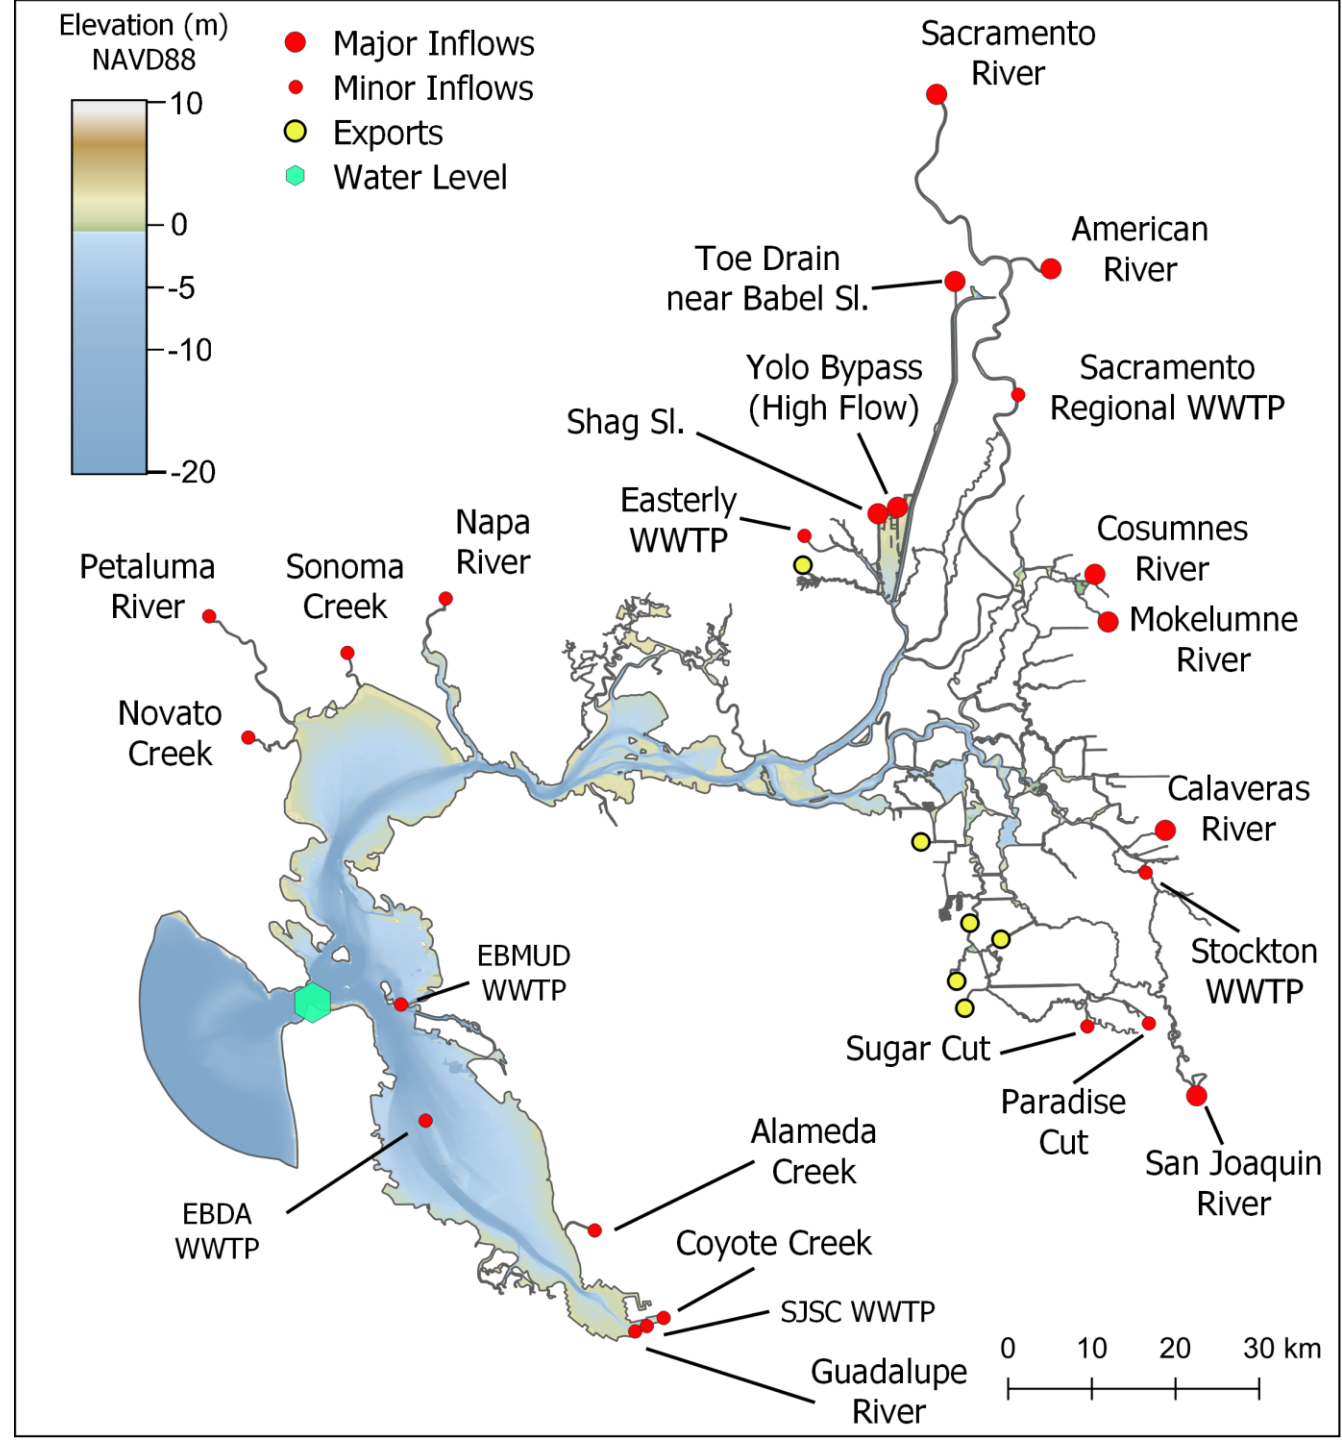 Elevation (m)
NAVD88
10
0
-5
-10
-20
Major Inflows
Minor Inflows
Exports
Water Level
Sacramento
River
American
River
Toe Drain
near Babel Sl.
Yolo Bypass
(High Flow)
Sacramento
Regional WWTP
Shag Sl.
Easterly
WWTP
Cosumnes
River
Mokelumne
River
Napa
River
Sonoma
Creek
Petaluma
River
Novato
Creek
Calaveras
River
Stockton
WWTP
EBMUD
WWTP
Sugar Cut
Paradise
Cut
San Joaquin
River
Alameda
Creek
EBDA
WWTP
Coyote Creek
SJSC WWTP
Guadalupe
River
0 10 20 30 km